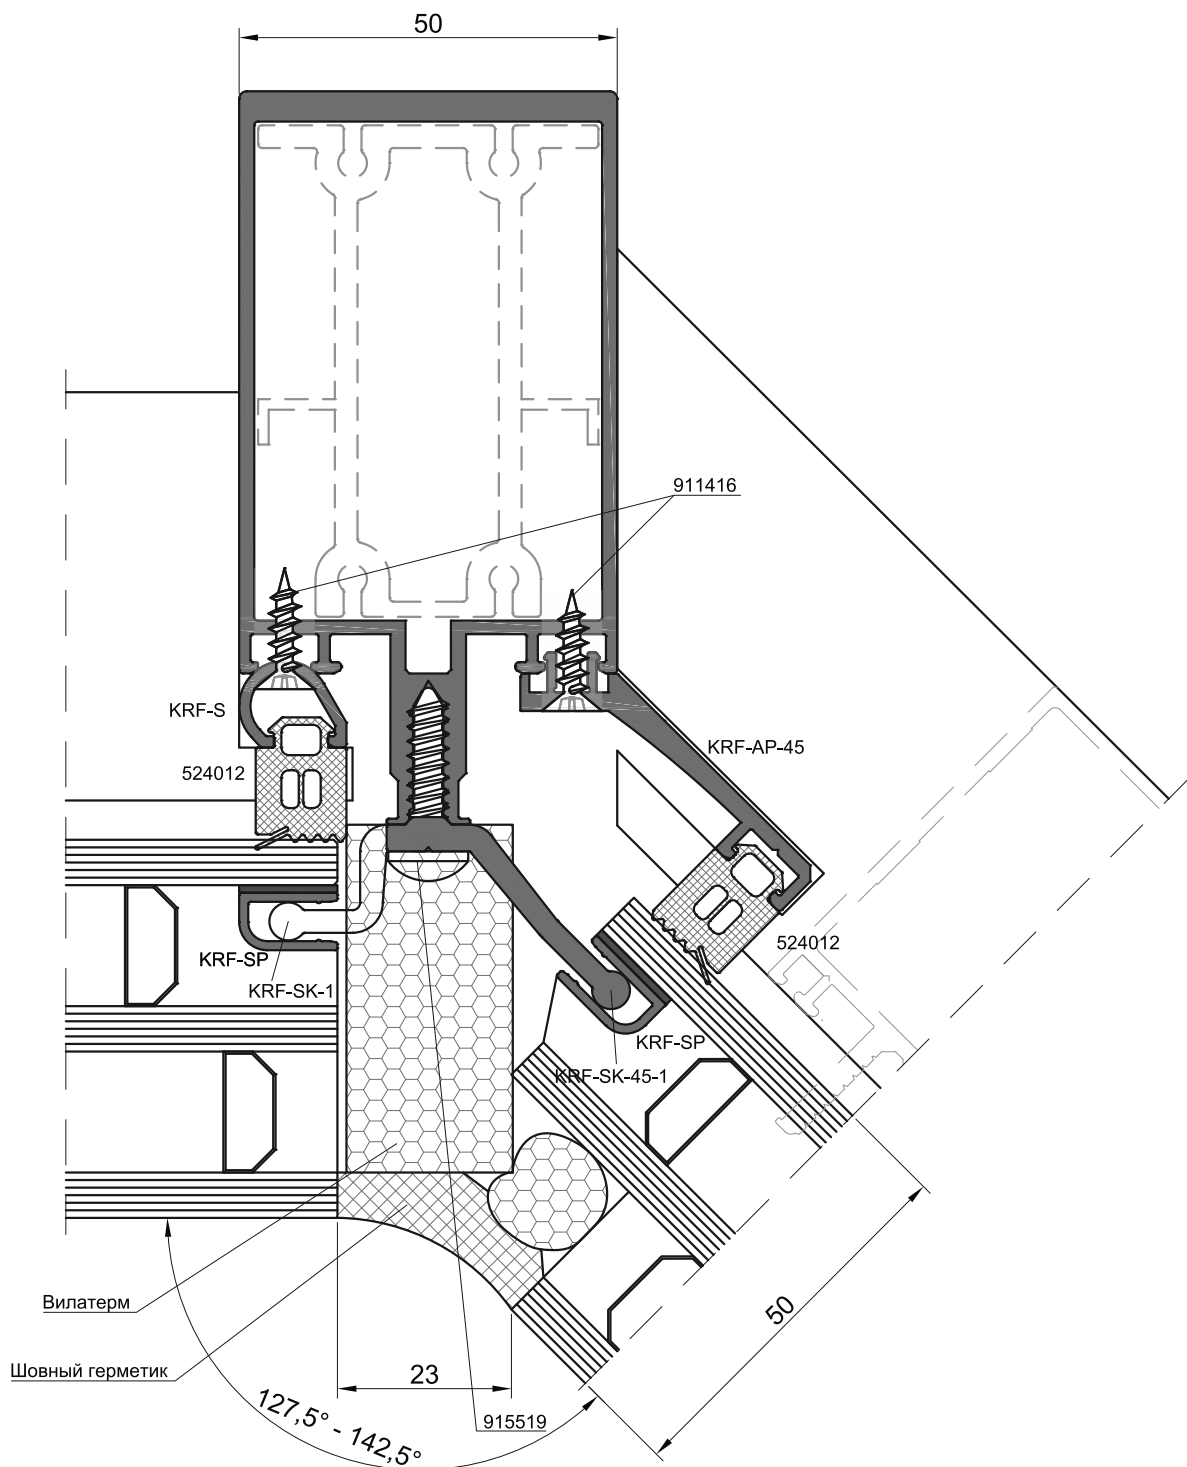 50
911416
KRF-S
KRF-AP-45
524012
524012
KRF-SP
KRF-SK-1
KRF-SP
KRF-SK-45-1
Вилатерм
50
Шовный герметик
23
915519
127,5° - 142,5°